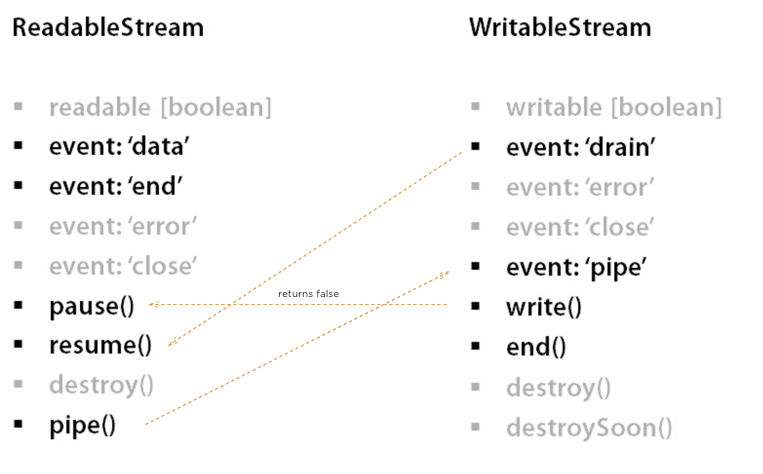 ReadableStream
▪ readable [boolean]
▪ event: ‘data’
▪ event: ‘end’
▪ event: ‘error’
▪ event: ‘close’
▪ pause()
▪ resume()
▪ destroy()
▪ pipe()
returns false
WritableStream
▪ writable [boolean]
▪ event: ‘drain’
▪ event: ‘error’
▪ event: ‘close’
▪ event: ‘pipe’
▪ write()
▪ end()
▪ destroy()
▪ destroySoon()